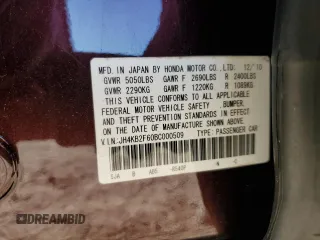 MFD. IN JAPAN BY HONDA MOTOR CO., LTD. 12/10
GVWR 5050LBS GAWR F 2690LBS R 2400LBS
GVWR 2290KG GAWR F 1220KG R 1089KG
THIS VEHICLE CONFORMS TO ALL APPLICABLE
FEDERAL MOTOR VEHICLE SAFETY, BUMPER,
AND THEFT PREVENTION STANDARDS IN EFFECT
ON THE DATE OF MANUFACTURE SHOWN ABOVE.
V.I.N: JH4KB2F60BC000509 TYPE: PASSENGER CAR
DREAMBID